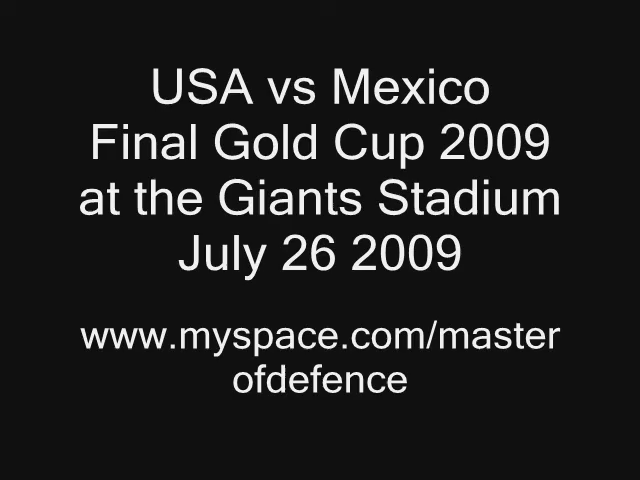 USA vs Mexico
Final Gold Cup 2009
at the Giants Stadium
July 26 2009
www.myspace.com/master
ofdefence